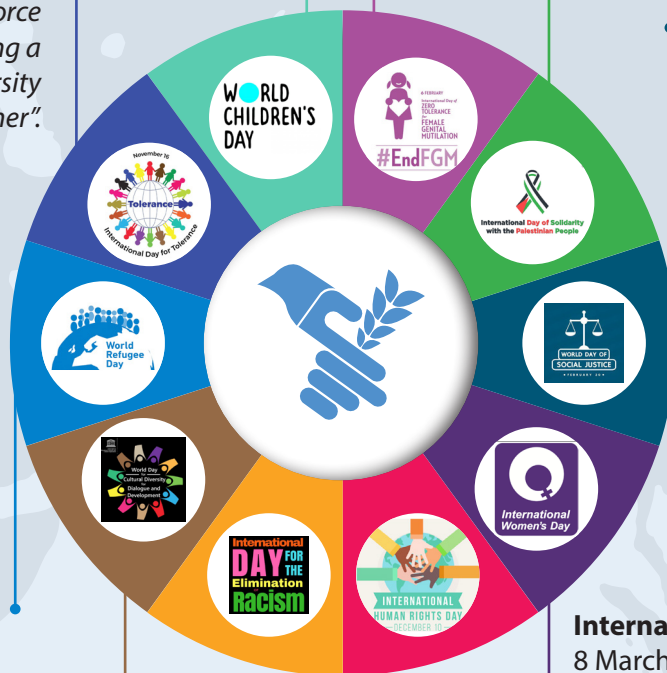 orce
ng a
rsity
her".
WORLD
CHILDREN'S
DAY
6 FEBRUARY
International Day of
ZERO
TOLERANCE
for
FEMALE
GENITAL
MUTILATION
#EndFGM
November 16
Tolerance
International Day for Tolerance
International Day of Solidarity
with the Palestinian People
World
Refugee
Day
WORLD DAY OF
SOCIAL JUSTICE
• FEBRUARY 20 •
World Day
for
Cultural Diversity
for
Dialogue and
Development
International
Women's Day
International
DAY FOR
THE
Elimination
of
Racism
INTERNATIONAL
HUMAN RIGHTS DAY
DECEMBER 10
Interna
8 March